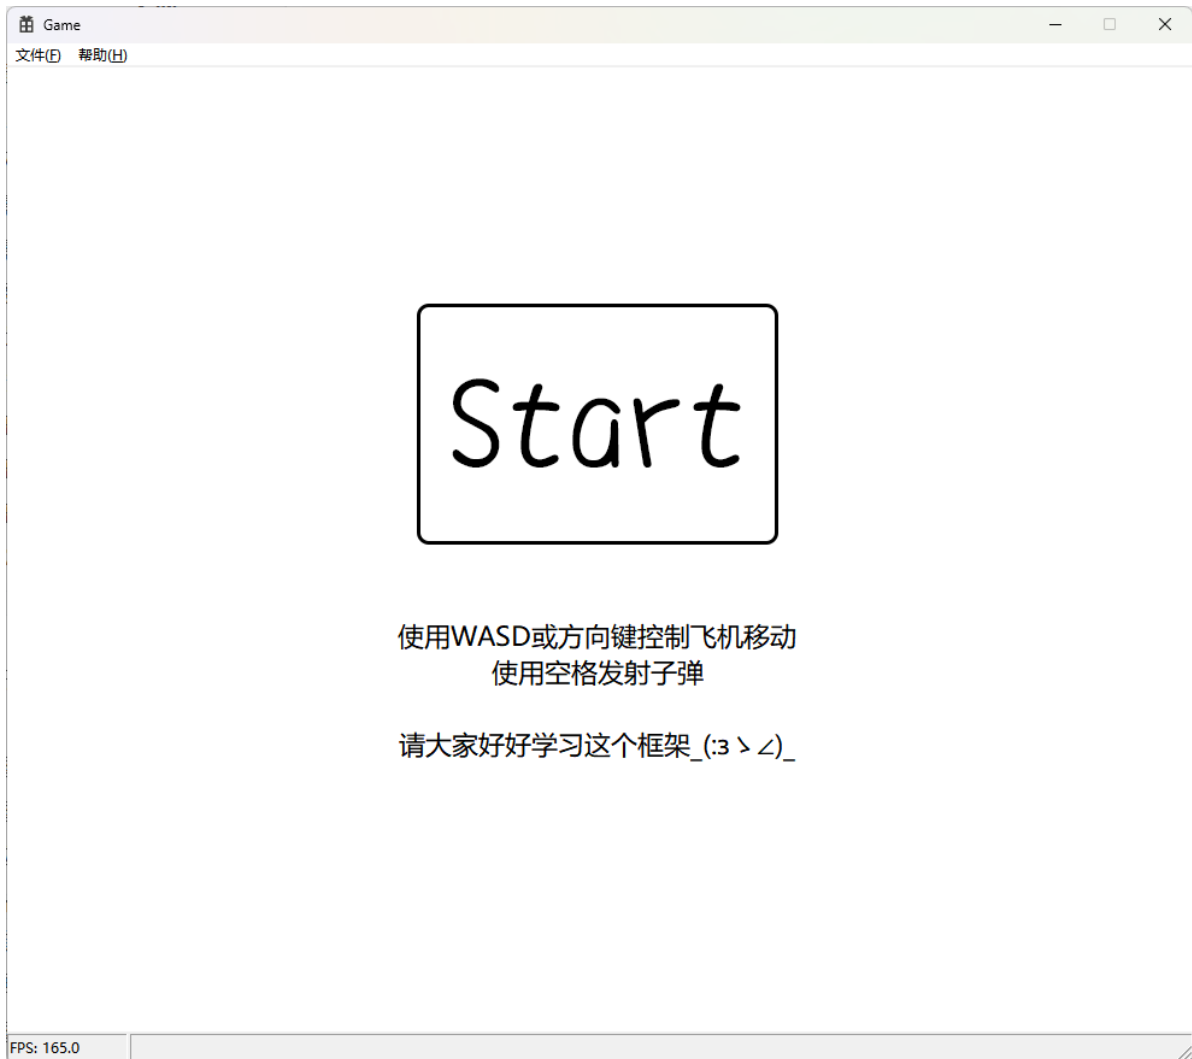 Game
文件(F) 帮助(H)
Start
使用WASD或方向键控制飞机移动
使用空格发射子弹
请大家好好学习这个框架_(:з ゝ∠)_
FPS: 165.0